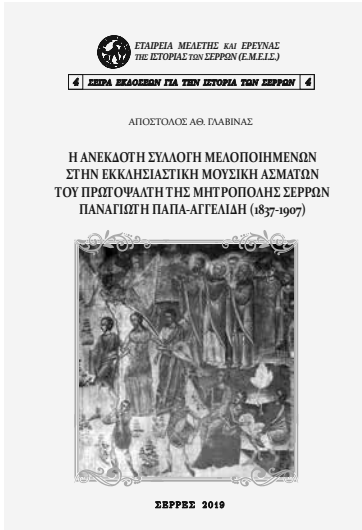 ΕΤΑΙΡΕΙΑ ΜΕΛΕΤΗΣ ΚΑΙ ΕΡΕΥΝΑΣ
ΤΗΣ ΙΣΤΟΡΙΑΣ ΤΩΝ ΣΕΡΡΩΝ (Ε.Μ.Ε.Ι.Σ.)
4 ΣΕΙΡΑ ΕΚΔΟΣΕΩΝ ΓΙΑ ΤΗΝ ΙΣΤΟΡΙΑ ΤΩΝ ΣΕΡΡΩΝ 4
ΑΠΟΣΤΟΛΟΣ ΑΘ. ΓΛΑΒΙΝΑΣ
Η ΑΝΕΚΔΟΤΗ ΣΥΛΛΟΓΗ ΜΕΛΟΠΟΙΗΜΕΝΩΝ
ΣΤΗΝ ΕΚΚΛΗΣΙΑΣΤΙΚΗ ΜΟΥΣΙΚΗ ΑΣΜΑΤΩΝ
ΤΟΥ ΠΡΩΤΟΨΑΛΤΗ ΤΗΣ ΜΗΤΡΟΠΟΛΗΣ ΣΕΡΡΩΝ
ΠΑΝΑΓΙΩΤΗ ΠΑΠΑ-ΑΓΓΕΛΙΔΗ (1837-1907)
ΣΕΡΡΕΣ 2019